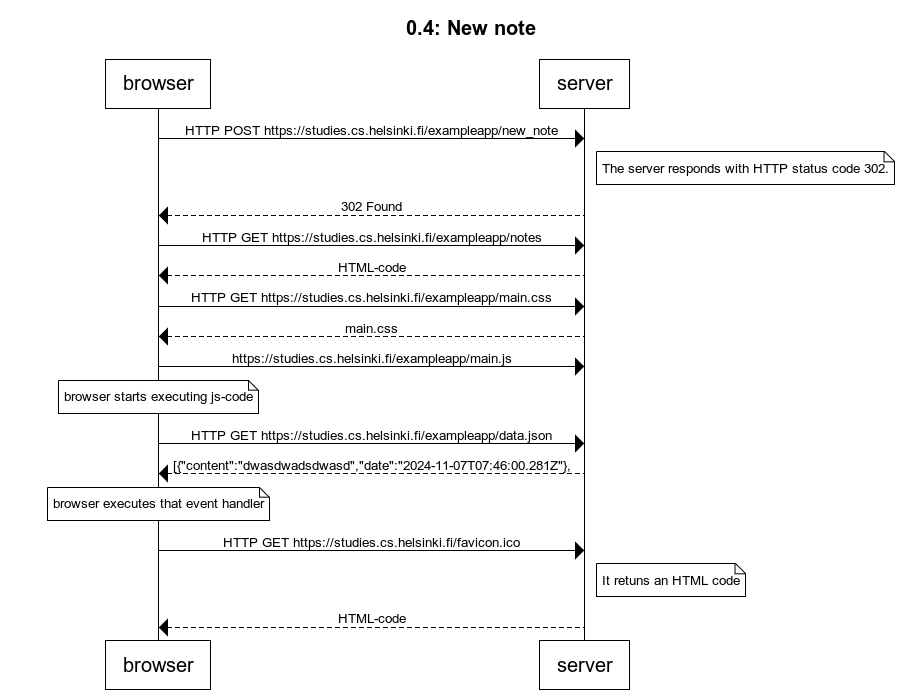 0.4: New note
browser
server
HTTP POST https://studies.cs.helsinki.fi/exampleapp/new_note
The server responds with HTTP status code 302.
302 Found
HTTP GET https://studies.cs.helsinki.fi/exampleapp/notes
HTML-code
HTTP GET https://studies.cs.helsinki.fi/exampleapp/main.css
main.css
https://studies.cs.helsinki.fi/exampleapp/main.js
browser starts executing js-code
HTTP GET https://studies.cs.helsinki.fi/exampleapp/data.json
[{"content":"dwasdwadsdwasd","date":"2024-11-07T07:46:00.281Z"},
browser executes that event handler
HTTP GET https://studies.cs.helsinki.fi/favicon.ico
It retuns an HTML code
HTML-code
browser
server